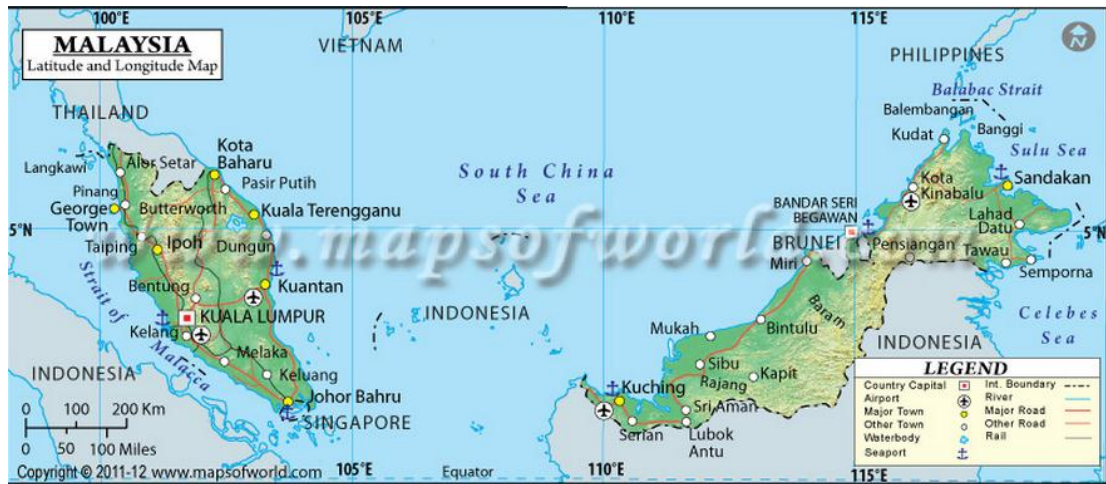 100°E
105°E
110°E
115°E
MALAYSIA
Latitude and Longitude Map
VIETNAM
PHILIPPINES
N
THAILAND
Balabac Strait
Balembangan
Banggi
Kudat
Kota
Baharu
Langkawi
Alor Setar
Pasir Putih
Pinang
George
Town
Butterworth
Kuala Terengganu
South China
Sea
Sulu Sea
Kota
Kinabalu
Sandakan
BANDAR SERI
BEGAWAN
Lahad
Datu
5°N
5°N
Taiping
Ipoh
Dungun
www.mapsofworld.com
BRUNEI
Pensiangan
Tawau
Miri
Semporna
Strait of
Malacca
Bentung
Kuantan
KUALA LUMPUR
Kelang
INDONESIA
Baram
Celebes
Sea
Mukah
Bintulu
INDONESIA
Melaka
Keluang
INDONESIA
Sibu
Rajang
Kapit
Kuching
Johor Bahru
SINGAPORE
Sri Aman
Serian
Lubok
Antu
LEGEND
Country Capital
Int. Boundary
Airport
River
Major Town
Major Road
Other Town
Other Road
Waterbody
Rail
Seaport
0 100 200 Km
0 50 100 Miles
Copyright © 2011-12 www.mapsofworld.com
105°E
Equator
110°E
115°E